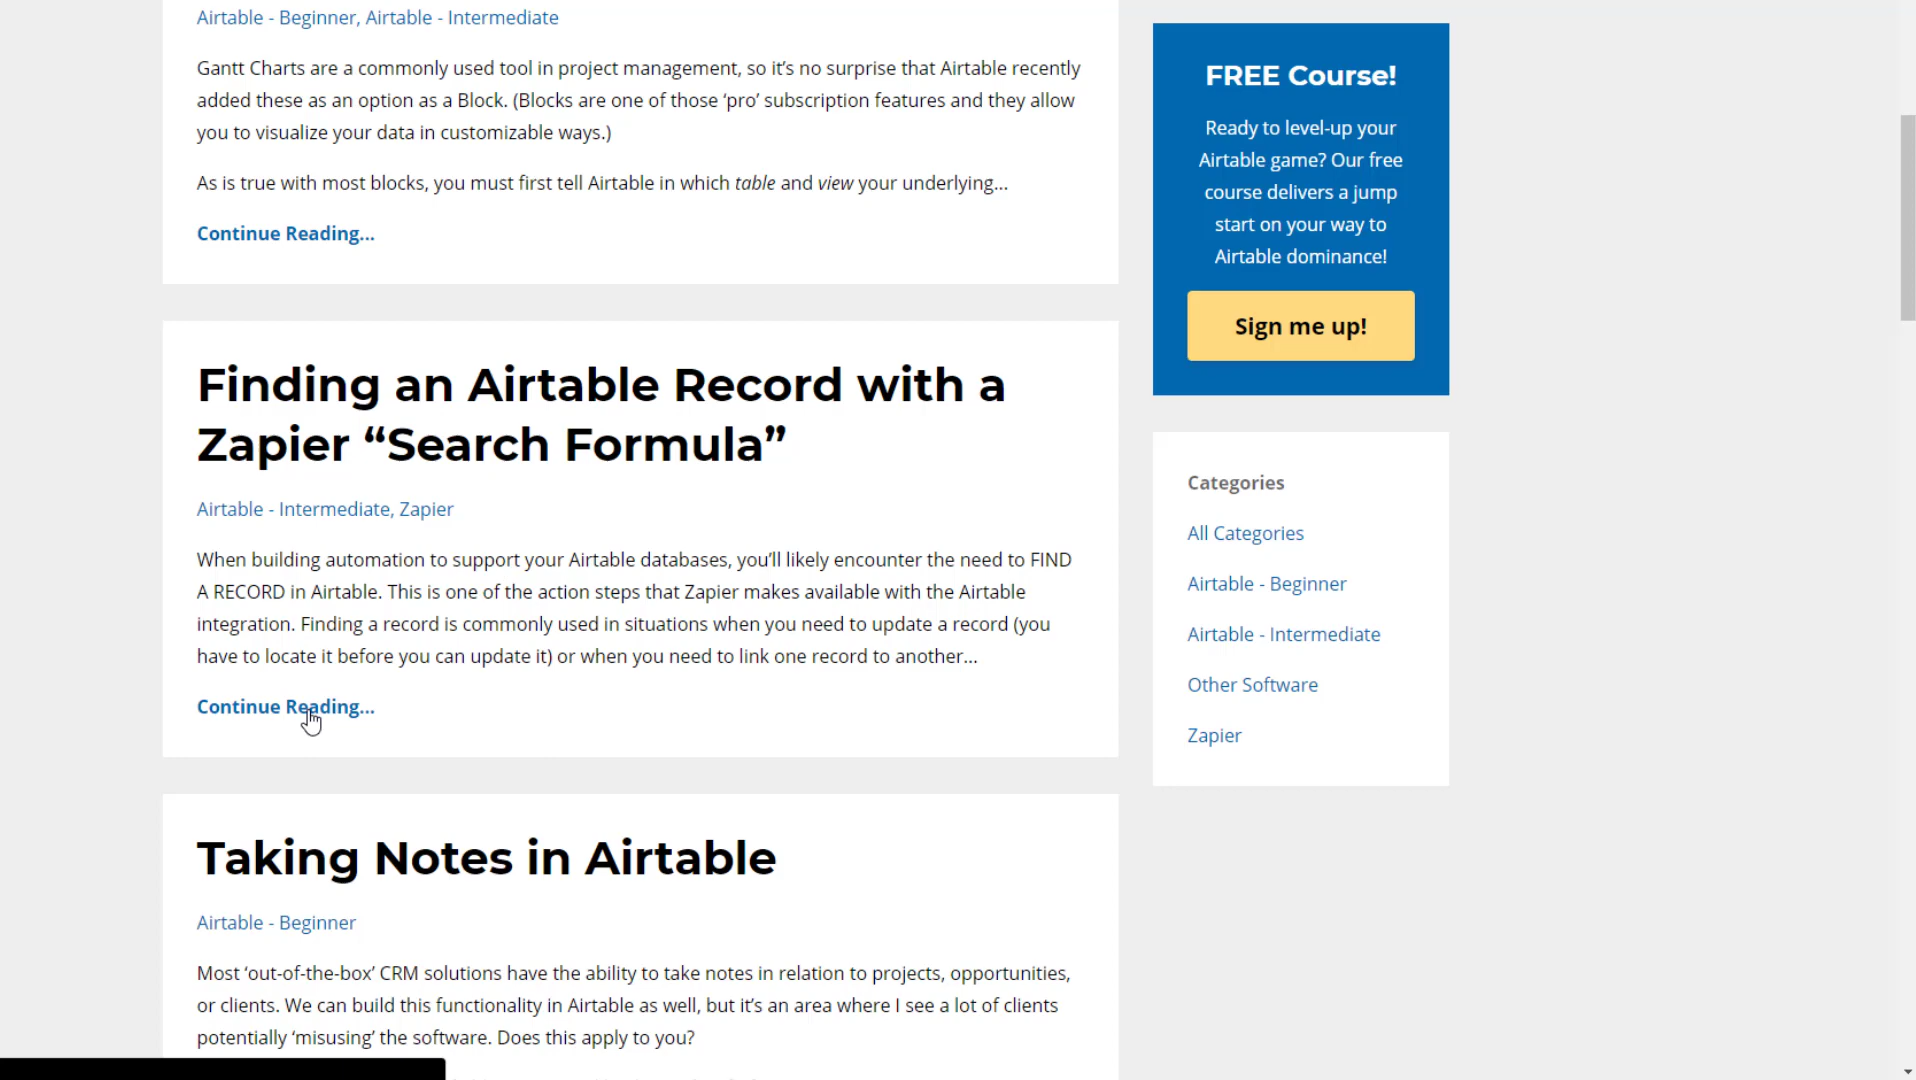 Airtable - Beginner, Airtable - Intermediate
Gantt Charts are a commonly used tool in project management, so it’s no surprise that Airtable recently
added these as an option as a Block. (Blocks are one of those ‘pro’ subscription features and they allow
you to visualize your data in customizable ways.)
As is true with most blocks, you must first tell Airtable in which table and view your underlying...
Continue Reading...
Finding an Airtable Record with a
Zapier “Search Formula”
Airtable - Intermediate, Zapier
When building automation to support your Airtable databases, you’ll likely encounter the need to FIND
A RECORD in Airtable. This is one of the action steps that Zapier makes available with the Airtable
integration. Finding a record is commonly used in situations when you need to update a record (you
have to locate it before you can update it) or when you need to link one record to another...
Continue Reading...
Taking Notes in Airtable
Airtable - Beginner
Most ‘out-of-the-box’ CRM solutions have the ability to take notes in relation to projects, opportunities,
or clients. We can build this functionality in Airtable as well, but it’s an area where I see a lot of clients
potentially ‘misusing’ the software. Does this apply to you?
FREE Course!
Ready to level-up your
Airtable game? Our free
course delivers a jump
start on your way to
Airtable dominance!
Sign me up!
Categories
All Categories
Airtable - Beginner
Airtable - Intermediate
Other Software
Zapier